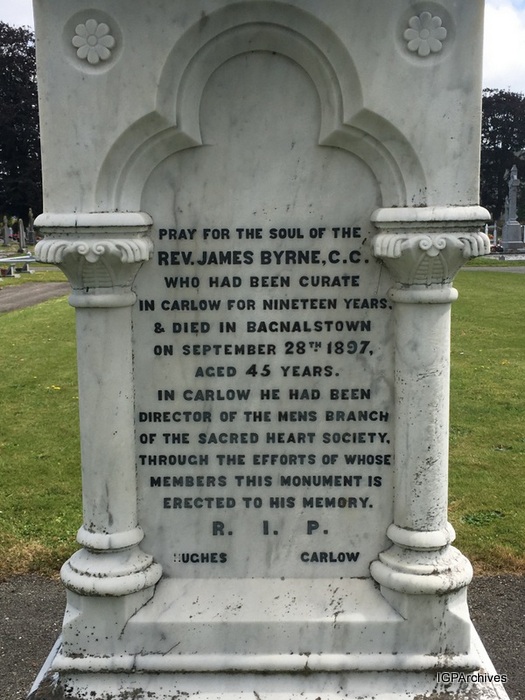 PRAY FOR THE SOUL OF THE
REV. JAMES BYRNE, C.C.
WHO HAD BEEN CURATE
IN CARLOW FOR NINETEEN YEARS,
& DIED IN BAGNALSTOWN
ON SEPTEMBER 28TH 1897,
AGED 45 YEARS.
IN CARLOW HE HAD BEEN
DIRECTOR OF THE MENS BRANCH
OF THE SACRED HEART SOCIETY,
THROUGH THE EFFORTS OF WHOSE
MEMBERS THIS MONUMENT IS
ERECTED TO HIS MEMORY.
R. I. P.
HUGHES CARLOW
IGPArchives